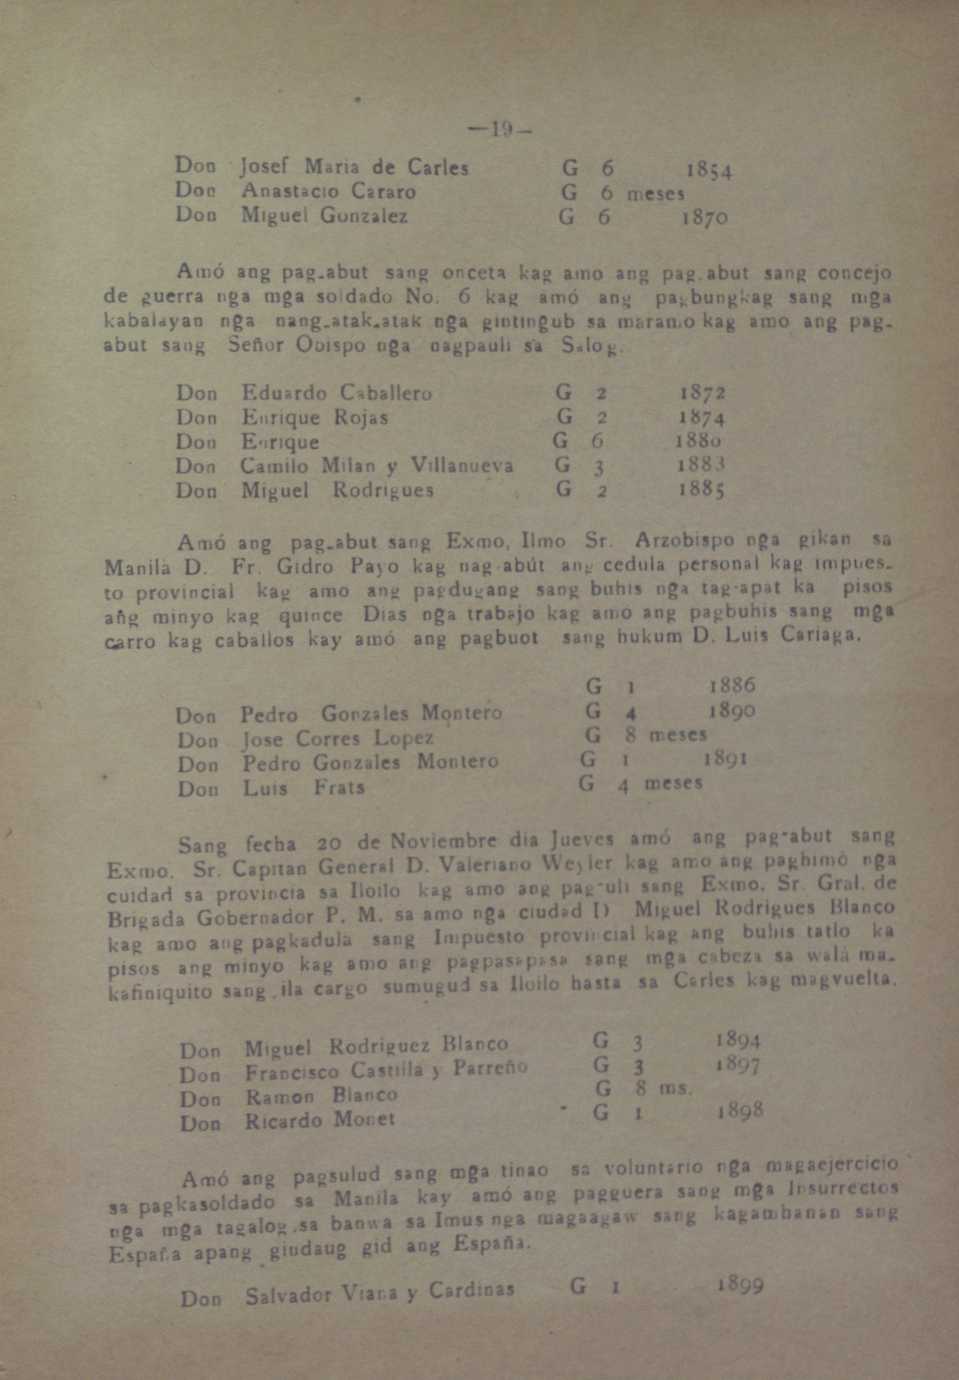 —19—
Don Josef Maria de Carles G 6 1854
Don Anastacio Cararo G 6 meses
Don Miguel Gonzalez G 6 1870
Amó ang pag-abut sang onceta kag amo ang pag-abut sang concejo
de guerra nga mga soldado No. 6 kag amó ang pagbungkag sang mga
kabalayan nga nang-atak-atak nga gintingub sa maramo kag amo ang pag-
abut sang Señor Obispo nga nagpauli sa Salog.
Don Eduardo Caballero G 2 1872
Don Enrique Rojas G 2 1874
Don Enrique G 6 1880
Don Camilo Milan y Villanueva G 3 1883
Don Miguel Rodrigues G 2 1885
Amó ang pag-abut sang Exmo, Ilmo Sr. Arzobispo nga gikan sa
Manila D. Fr. Gidro Payo kag nag-abút ang cedula personal kag impues-
to provincial kag amo ang pagdugang sang buhis nga tag-apat ka pisos
añg minyo kag quince Dias nga trabajo kag amo ang pagbuhis sang mga
carro kag caballos kay amó ang pagbuot sang hukum D. Luis Cariaga.
G 1 1886
Don Pedro Gonzales Montero G 4 1890
Don Jose Corres Lopez G 8 meses
Don Pedro Gonzales Montero G 1 1891
Don Luis Frats G 4 meses
Sang fecha 20 de Noviembre dia Jueves amó ang pag-abut sang
Exmo. Sr. Capitan General D. Valeriano Weyler kag amo ang paghimò nga
cuidad sa provincia sa Iloilo kag amo ang pag-uli sang Exmo. Sr. Gral. de
Brigada Gobernador P. M. sa amo nga ciudad D Miguel Rodrigues Blanco
kag amo ang pagkadulà sang Impuesto provincial kag ang buhis tatlo ka
pisos ang minyo kag amo ang pagpasapasa sang mga cabeza sa walà ma-
kafiniquito sang ila cargo sumugud sa Iloilo hasta sa Carles kag magvuelta.
Don Miguel Rodriguez Blanco G 3 1894
Don Francisco Castilla y Parreño G 3 1897
Don Ramon Blanco G 8 ms.
Don Ricardo Monet G 1 1898
Amó ang pagsulud sang mga tinao sa voluntario nga magaejercicio
sa pagkasoldado sa Manila kay amó ang pagguera sang mga Insurrectos
nga mga tagalog sa banwa sa Imus nga magaagaw sang kagamhanan sang
España apang gindaug gid ang España.
Don Salvador Viana y Cardinas G 1 1899